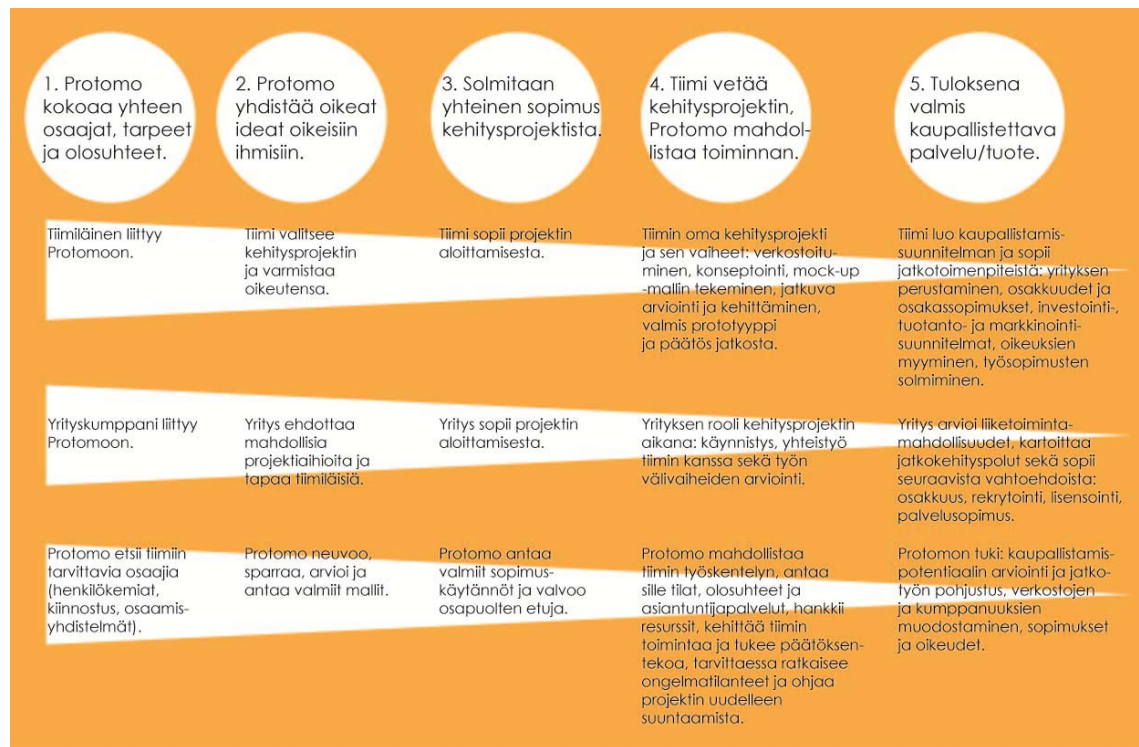 1. Protomo
kokoaa yhteen
osaajat, tarpeet
ja olosuhteet.
2. Protomo
yhdistää oikeat
ideat oikeisiin
ihmisiin.
3. Solmitaan
yhteinen sopimus
kehitysprojektista.
4. Tiimi vetää
kehitysprojektin,
Protomo mahdol-
listaa toiminnan.
5. Tuloksena
valmis
kaupallistettava
palvelu/tuote.
Tiimiläinen liittyy
Protomoon.
Tiimi valitsee
kehitysprojektin
ja varmistaa
oikeutensa.
Tiimi sopii projektin
aloittamisesta.
Tiimin oma kehitysprojekti
ja sen vaiheet: verkostoitu-
minen, konseptointi, mock-up
-mallin tekeminen, jatkuva
arviointi ja kehittäminen,
valmis prototyyppi
ja päätös jatkosta.
Tiimi luo kaupallistamis-
suunnitelman ja sopii
jatkotoimenpiteistä: yrityksen
perustaminen, osakkuudet ja
osakassopimukset, investointi-,
tuotanto- ja markkinointi-
suunnitelmat, oikeuksien
myyminen, työsopimusten
solmiminen.
Yrityskumppani liittyy
Protomoon.
Yritys ehdottaa
mahdollisia
projektiaihioita ja
tapaa tiimiläisiä.
Yritys sopii projektin
aloittamisesta.
Yrityksen rooli kehitysprojektin
aikana: käynnistys, yhteistyö
tiimin kanssa sekä työn
välivaiheiden arviointi.
Yritys arvioi liiketoiminta-
mahdollisuudet, kartoittaa
jatkokehityspolut sekä sopii
seuraavista vahtoehdoista:
osakkuus, rekrytointi, lisensointi,
palvelusopimus.
Protomo etsii tiimiin
tarvittavia osaajia
(henkilökemiat,
kiinnostus, osaamis-
yhdistelmät).
Protomo neuvoo,
sparraa, arvioi ja
antaa valmiit mallit.
Protomo antaa
valmiit sopimus-
käytännöt ja valvoo
osapuolten etuja.
Protomo mahdollistaa
tiimin työskentelyn, antaa
sille tilat, olosuhteet ja
asiantuntijapalvelut, hankkii
resurssit, kehittää tiimin
toimintaa ja tukee päätöksen-
tekoa, tarvittaessa ratkaisee
ongelmatilanteet ja ohjaa
projektin uudelleen
suuntaamista.
Protomon tuki: kaupallistamis-
potentiaalin arviointi ja jatko-
työn pohjustus, verkostojen
ja kumppanuuksien
muodostaminen, sopimukset
ja oikeudet.